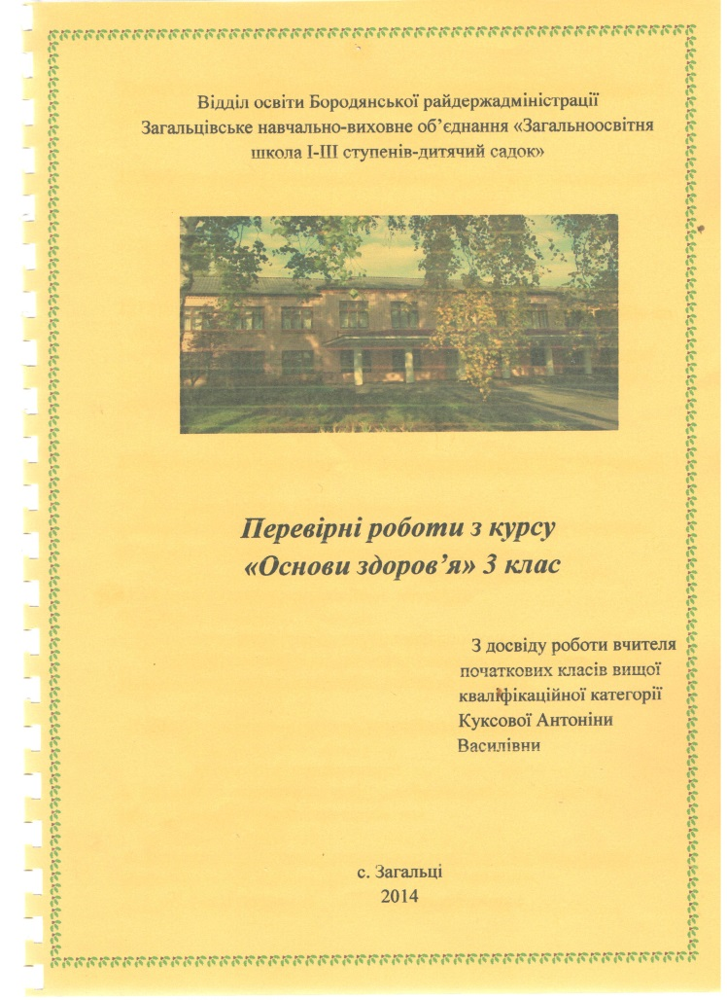 Відділ освіти Бородянської райдержадміністрації
Загальцівське навчально-виховне об’єднання «Загальноосвітня
школа І-ІІІ ступенів-дитячий садок»
Перевірні роботи з курсу
«Основи здоров’я» 3 клас
З досвіду роботи вчителя
початкових класів вищої
кваліфікаційної категорії
Куксової Антоніни
Василівни
с. Загальці
2014